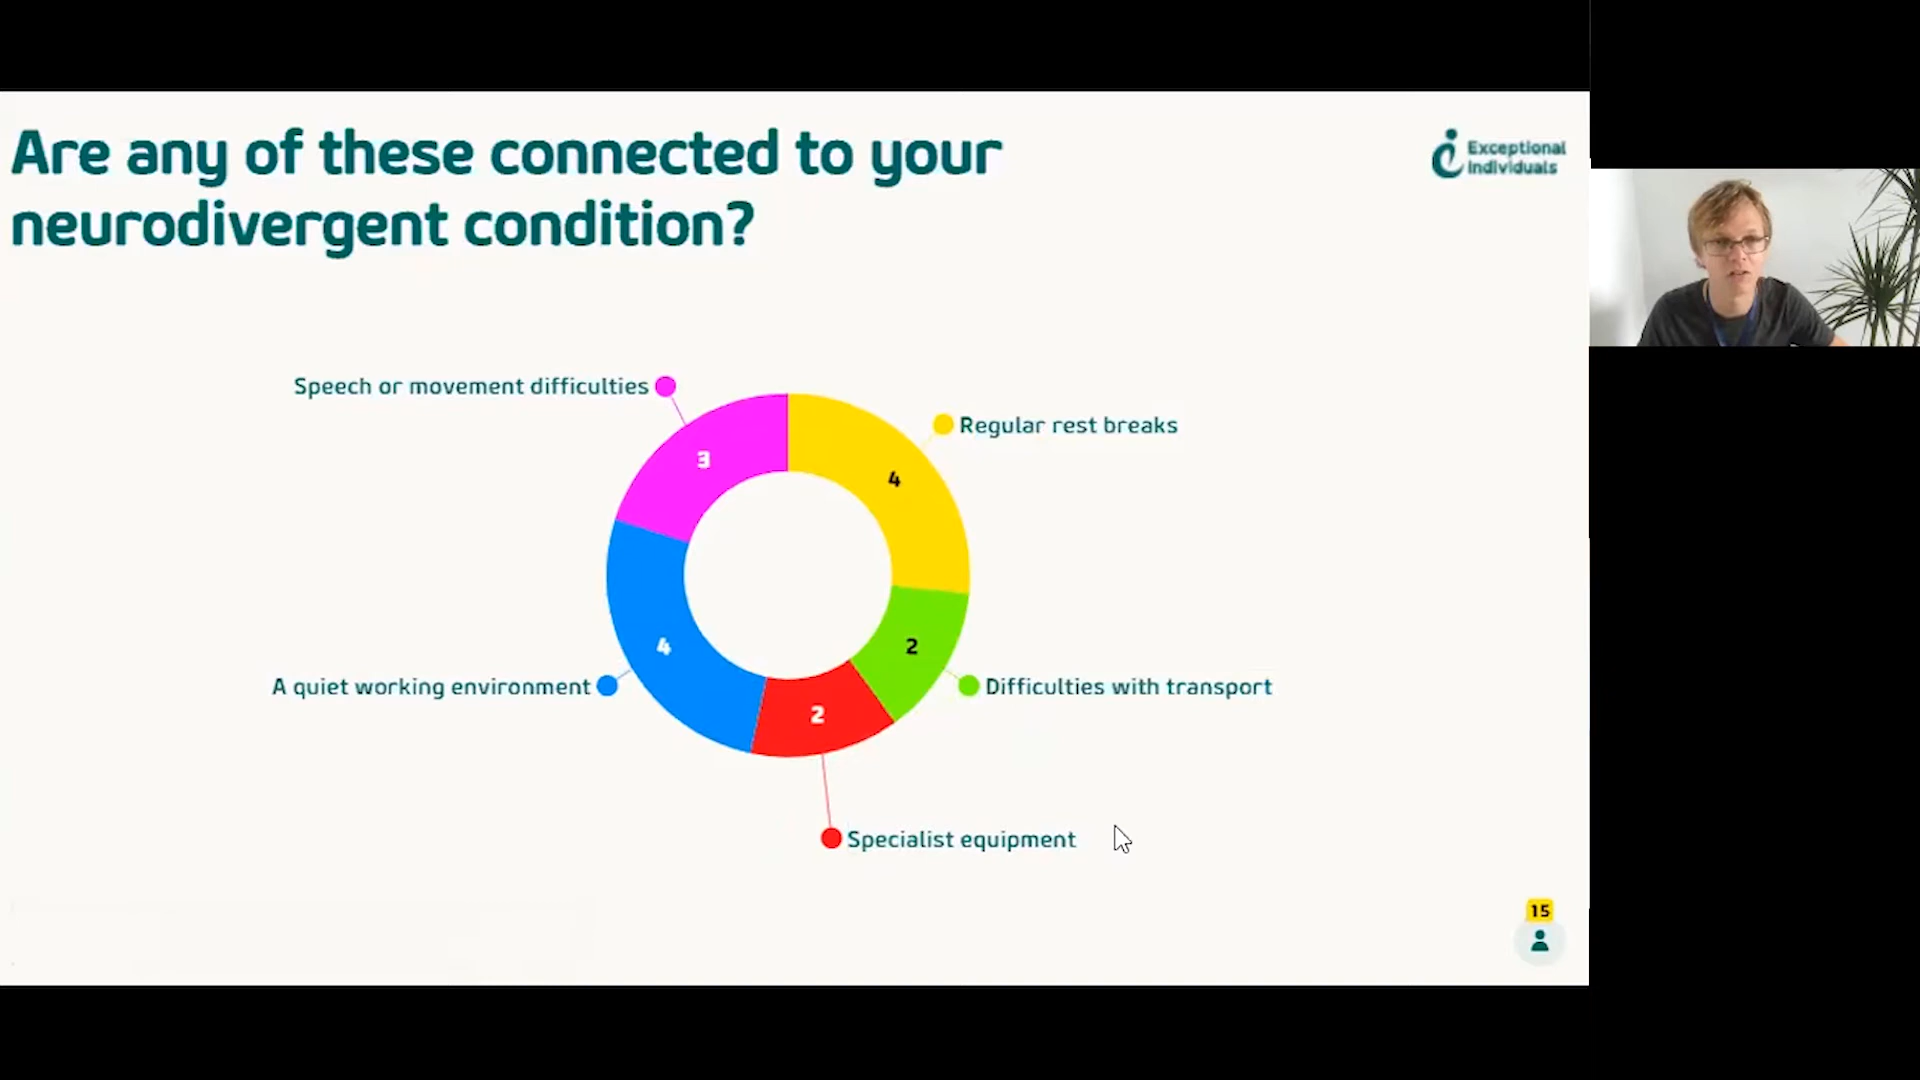 Are any of these connected to your
neurodivergent condition?
Exceptional
Individuals
Speech or movement difficulties
Regular rest breaks
3
4
4
2
A quiet working environment
Difficulties with transport
2
Specialist equipment
15